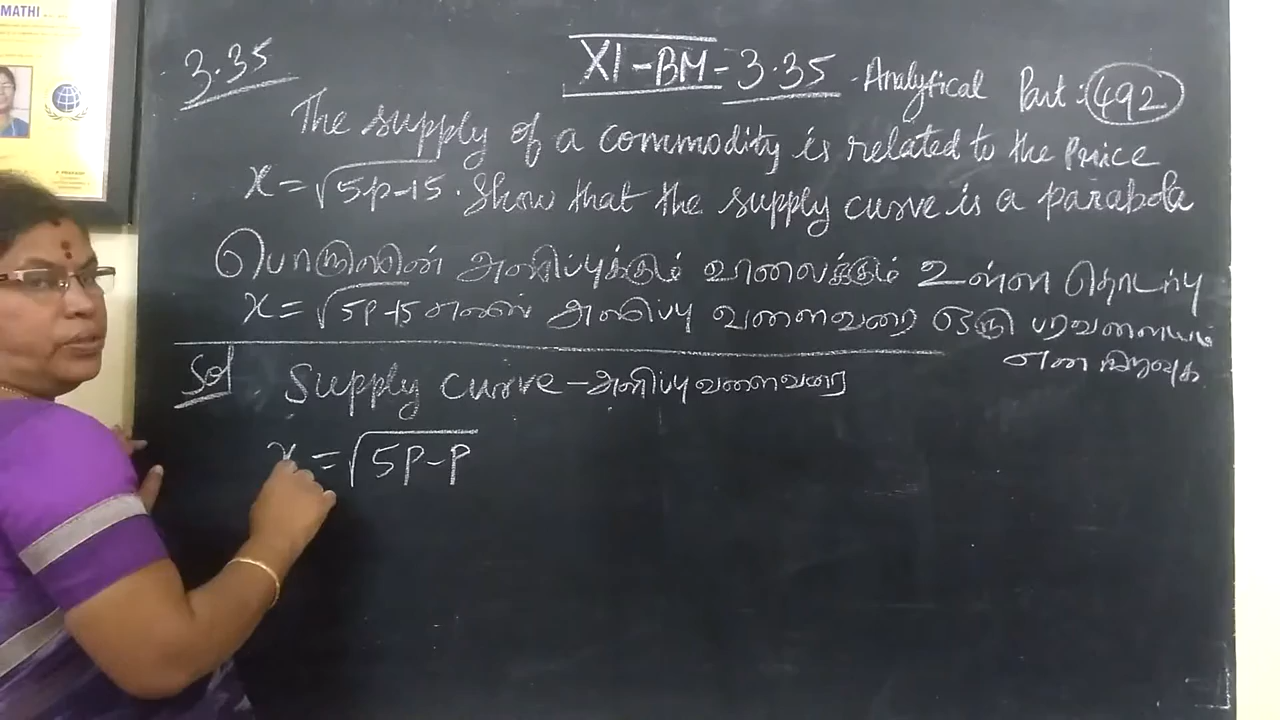 MATHI
3.35
XI-BM-3.35 - Analytical Part: 492
The supply of a commodity is related to the Price
x = √5p-15 . Show that the supply curve is a parabola
பொருளின் அளிப்புக்கும் விலைக்கும் உள்ள தொடர்பு
x = √5p-15 எனில் அளிப்பு வளைவரை ஒரு பரவளையம்
என நிறுவுக
Sol Supply curve - அளிப்பு வளைவரை
x = √5p-p